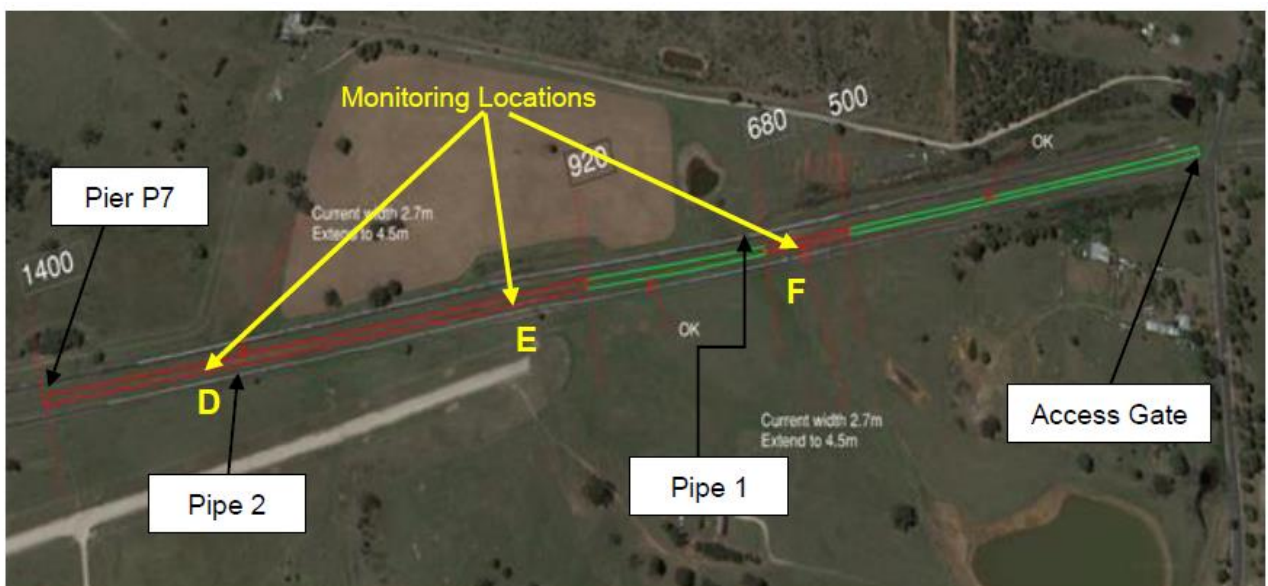 Monitoring Locations
500
680
OK
920
Pier P7
Current width 2.7m
Extend to 4.5m
1400
F
E
OK
D
Access Gate
Current width 2.7m
Extend to 4.5m
Pipe 1
Pipe 2